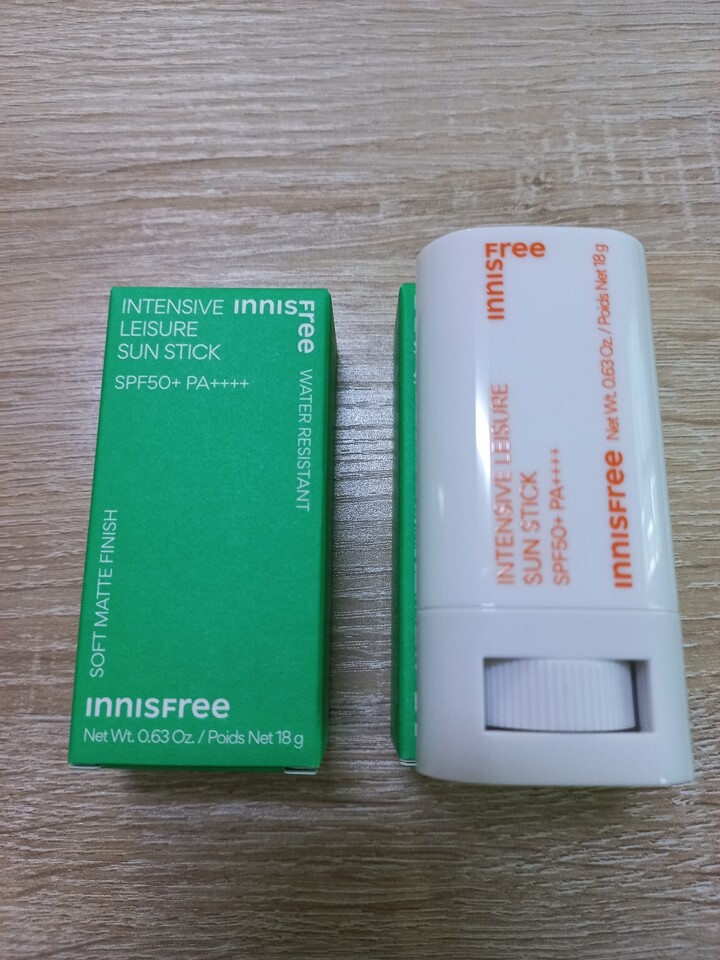 INTENSIVE
LEISURE
SUN STICK
innisFree
SPF50+ PA++++
WATER RESISTANT
SOFT MATTE FINISH
innisFree
Net Wt. 0.63 Oz. / Poids Net 18 g
innisFree
INTENSIVE LEISURE
SUN STICK
SPF50+ PA++++
innisFree Net Wt. 0.63 Oz. / Poids Net 18 g